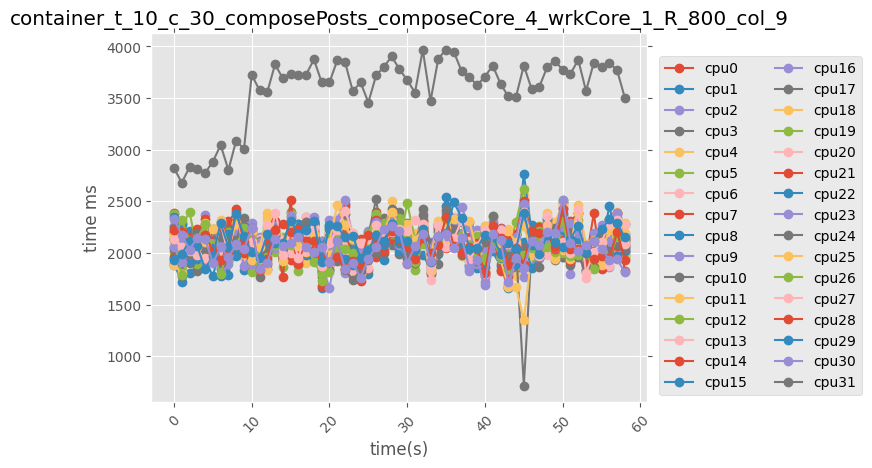 container_t_10_c_30_composePosts_composeCore_4_wrkCore_1_R_800_col_9
4000
3500
3000
2500
2000
1500
1000
time ms
0
10
20
30
40
50
60
time(s)
cpu0
cpu1
cpu2
cpu3
cpu4
cpu5
cpu6
cpu7
cpu8
cpu9
cpu10
cpu11
cpu12
cpu13
cpu14
cpu15
cpu16
cpu17
cpu18
cpu19
cpu20
cpu21
cpu22
cpu23
cpu24
cpu25
cpu26
cpu27
cpu28
cpu29
cpu30
cpu31